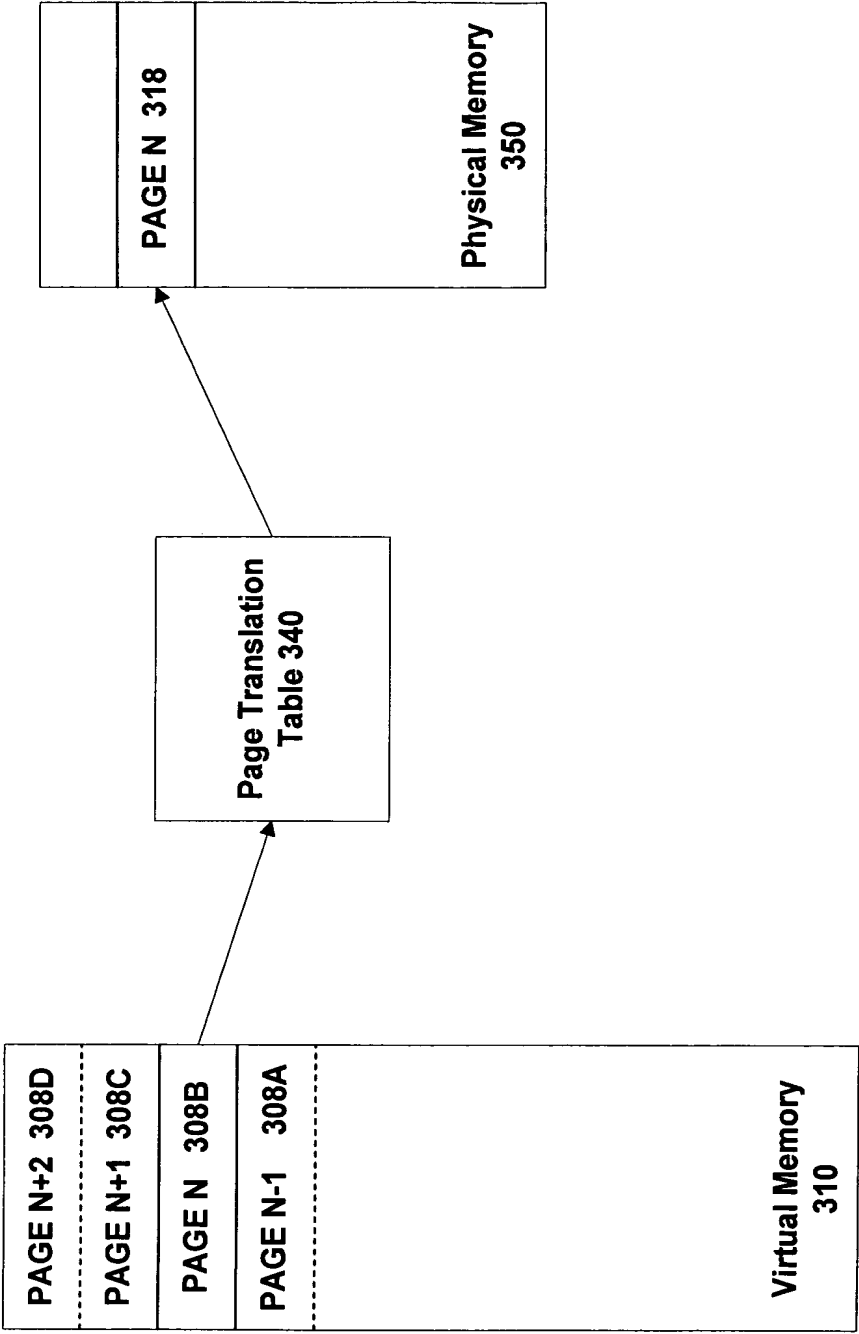 PAGE N+2 308D
PAGE N+1 308C
PAGE N 308B
PAGE N-1 308A
Virtual Memory
310
Page Translation
Table 340
PAGE N 318
Physical Memory
350